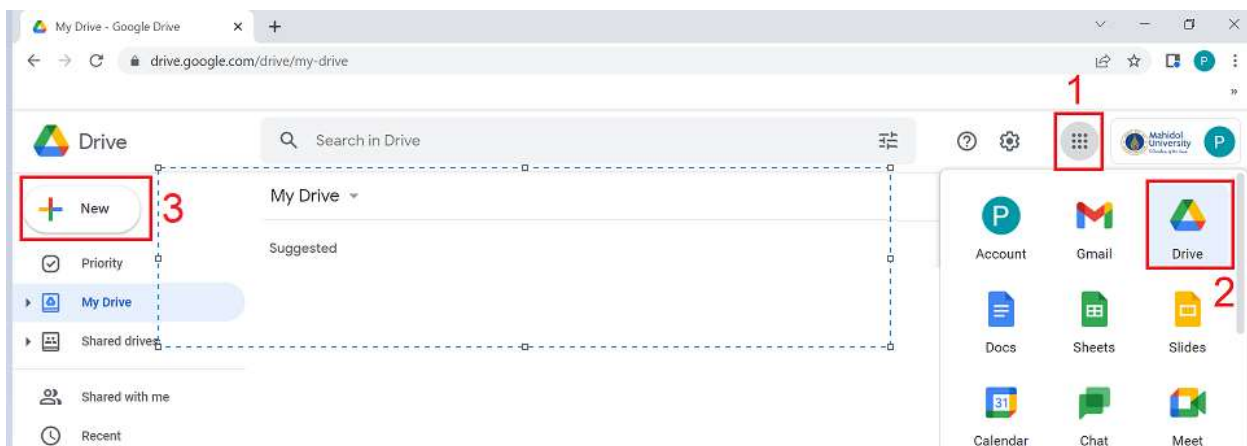 My Drive - Google Drive
drive.google.com/drive/my-drive
1
Drive
Search in Drive
Mahidol
University
P
New
3
My Drive
P
Account
Gmail
Drive
2
Priority
Suggested
My Drive
Shared drives
Docs
Sheets
Slides
Shared with me
31
Recent
Calendar
Chat
Meet